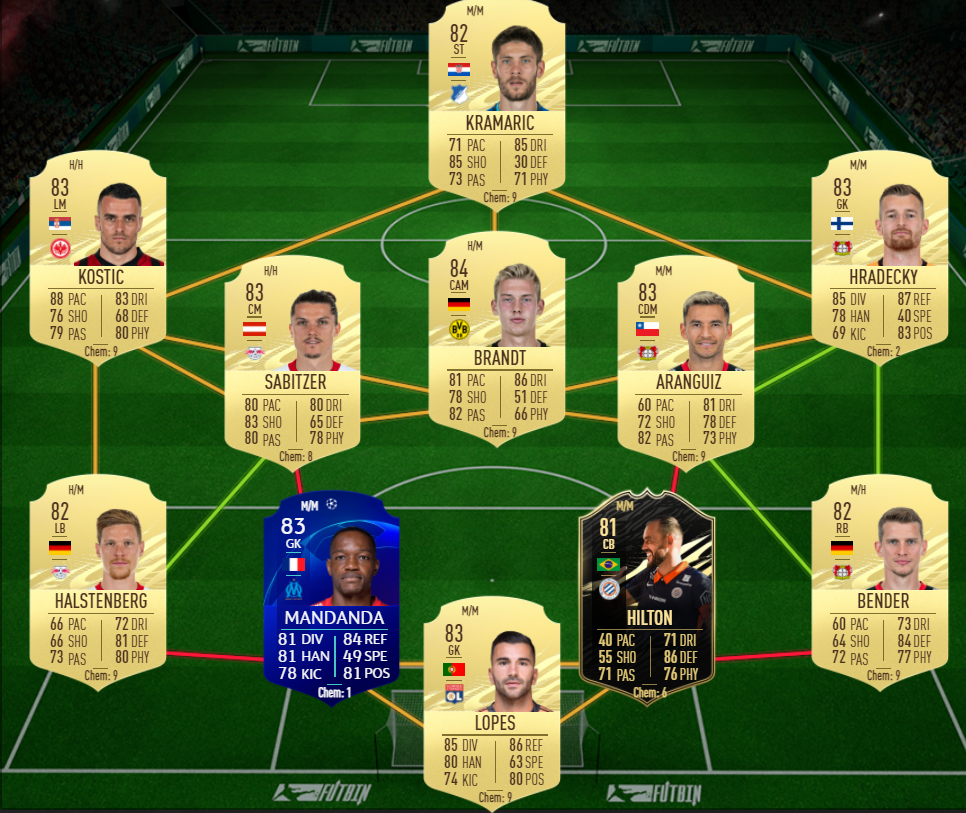 FUTBIN FUTBIN FUTBIN FUTBIN
M/M
82
ST
KRAMARIC
71 PAC 85 DRI
85 SHO 30 DEF
73 PAS 71 PHY
Chem: 9
H/H
83
LM
KOSTIC
88 PAC 83 DRI
76 SHO 68 DEF
79 PAS 80 PHY
Chem: 9
M/M
83
GK
HRADECKY
85 DIV 87 REF
78 HAN 40 SPE
69 KIC 83 POS
Chem: 2
H/H
83
CM
SABITZER
80 PAC 80 DRI
83 SHO 65 DEF
80 PAS 78 PHY
Chem: 8
H/M
84
CAM
BVB
09
BRANDT
81 PAC 86 DRI
78 SHO 51 DEF
82 PAS 66 PHY
Chem: 9
M/M
83
CDM
ARANGUIZ
60 PAC 81 DRI
72 SHO 78 DEF
82 PAS 73 PHY
Chem: 9
H/M
82
LB
HALSTENBERG
66 PAC 72 DRI
66 SHO 81 DEF
73 PAS 80 PHY
Chem: 9
M/M
83
GK
MANDANDA
81 DIV 84 REF
81 HAN 49 SPE
78 KIC 81 POS
Chem: 1
M/M
81
CB
HILTON
40 PAC 71 DRI
55 SHO 86 DEF
71 PAS 76 PHY
Chem: 6
M/H
82
RB
BENDER
60 PAC 73 DRI
64 SHO 84 DEF
72 PAS 77 PHY
Chem: 9
M/M
83
GK
OL
LOPES
85 DIV 86 REF
80 HAN 63 SPE
74 KIC 80 POS
Chem: 9
FUTBIN FUTBIN